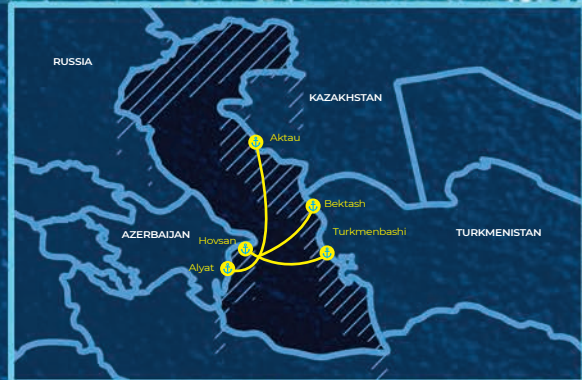 RUSSIA
KAZAKHSTAN
Aktau
Bektash
Turkmenbashi
AZERBAIJAN
TURKMENISTAN
Hovsan
Alyat